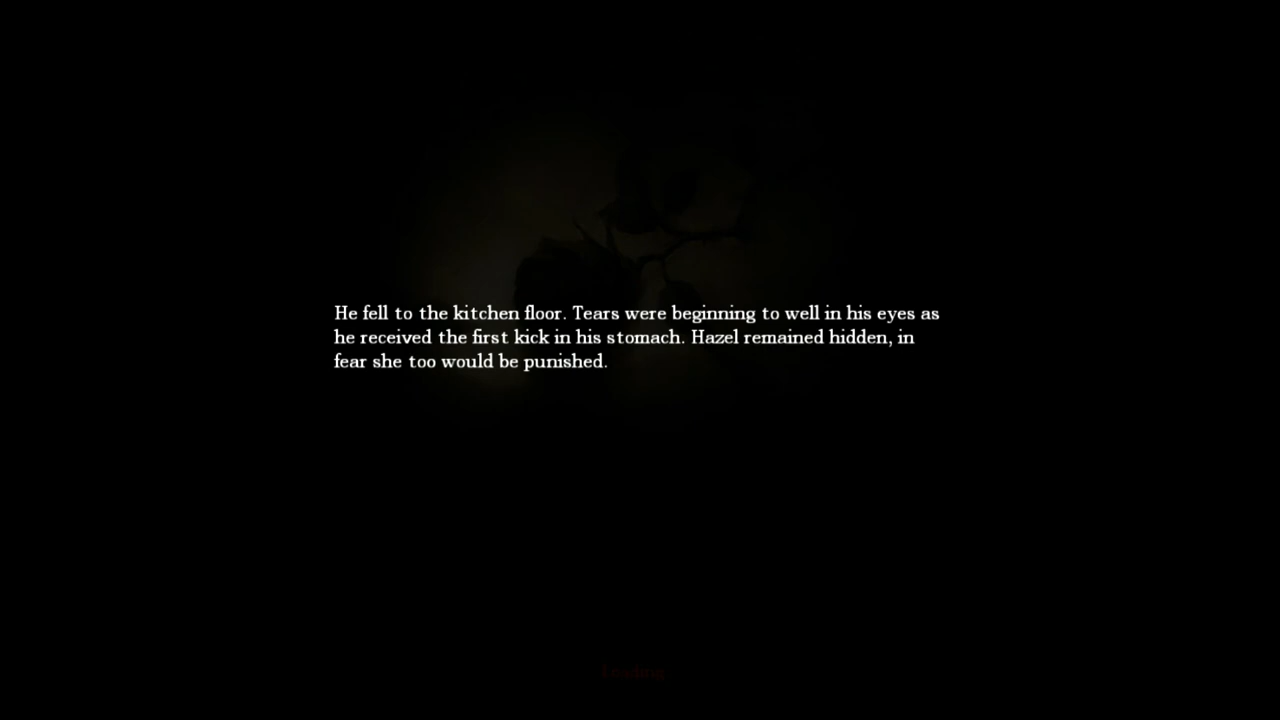 He fell to the kitchen floor. Tears were beginning to well in his eyes as
he received the first kick in his stomach. Hazel remained hidden, in
fear she too would be punished.
Loading